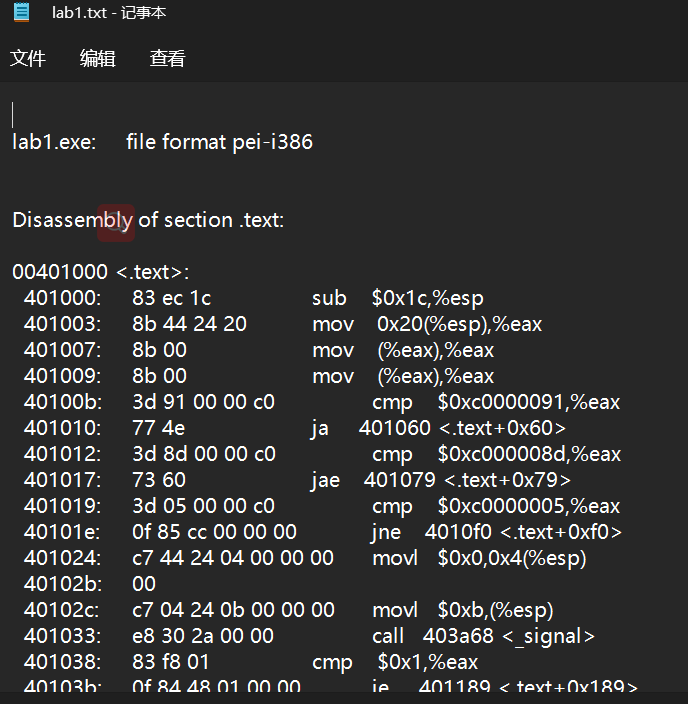 lab1.txt - 记事本
文件 编辑 查看
lab1.exe: file format pei-i386
Disassembly of section .text:
00401000 <.text>:
401000: 83 ec 1c sub $0x1c,%esp
401003: 8b 44 24 20 mov 0x20(%esp),%eax
401007: 8b 00 mov (%eax),%eax
401009: 8b 00 mov (%eax),%eax
40100b: 3d 91 00 00 c0 cmp $0xc0000091,%eax
401010: 77 4e ja 401060 <.text+0x60>
401012: 3d 8d 00 00 c0 cmp $0xc000008d,%eax
401017: 73 60 jae 401079 <.text+0x79>
401019: 3d 05 00 00 c0 cmp $0xc0000005,%eax
40101e: 0f 85 cc 00 00 00 jne 4010f0 <.text+0xf0>
401024: c7 44 24 04 00 00 00 movl $0x0,0x4(%esp)
40102b: 00
40102c: c7 04 24 0b 00 00 00 movl $0xb,(%esp)
401033: e8 30 2a 00 00 call 403a68 <_signal>
401038: 83 f8 01 cmp $0x1,%eax
40103b: 0f 84 48 01 00 00 je 401189 <.text+0x189>